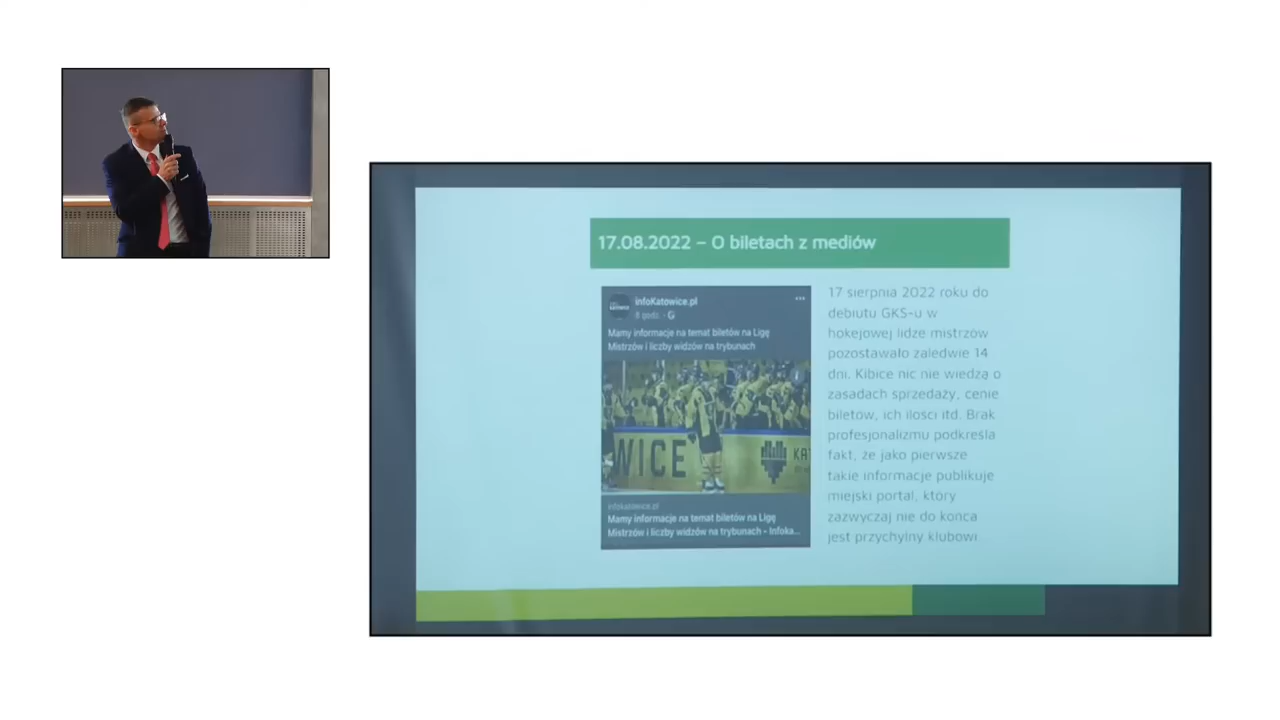 17.08.2022 – O biletach z mediów
infoKatowice.pl
8 godz. ·
Mamy informacje na temat biletów na Ligę
Mistrzów i liczby widzów na trybunach
WICE
KA
infokatowice.pl
Mamy informacje na temat biletów na Ligę
Mistrzów i liczby widzów na trybunach - Infoka...
17 sierpnia 2022 roku do
debiutu GKS-u w
hokejowej lidze mistrzów
pozostawało zaledwie 14
dni. Kibice nic nie wiedzą o
zasadach sprzedaży, cenie
biletów, ich ilości itd. Brak
profesjonalizmu podkreśla
fakt, że jako pierwsze
takie informacje publikuje
miejski portal, który
zazwyczaj nie do końca
jest przychylny klubowi